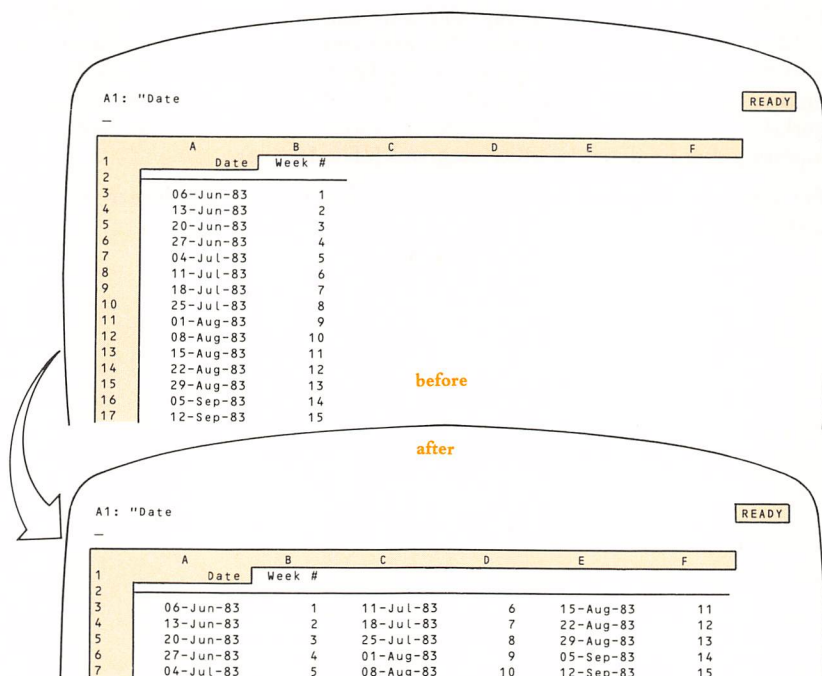 A1: "Date READY
A B C D E F
1 Date Week #
2
3 06-Jun-83 1
4 13-Jun-83 2
5 20-Jun-83 3
6 27-Jun-83 4
7 04-Jul-83 5
8 11-Jul-83 6
9 18-Jul-83 7
10 25-Jul-83 8
11 01-Aug-83 9
12 08-Aug-83 10
13 15-Aug-83 11
14 22-Aug-83 12
15 29-Aug-83 13
16 05-Sep-83 14
17 12-Sep-83 15
before
after
A1: "Date READY
A B C D E F
1 Date Week #
2
3 06-Jun-83 1 11-Jul-83 6 15-Aug-83 11
4 13-Jun-83 2 18-Jul-83 7 22-Aug-83 12
5 20-Jun-83 3 25-Jul-83 8 29-Aug-83 13
6 27-Jun-83 4 01-Aug-83 9 05-Sep-83 14
7 04-Jul-83 5 08-Aug-83 10 12-Sep-83 15